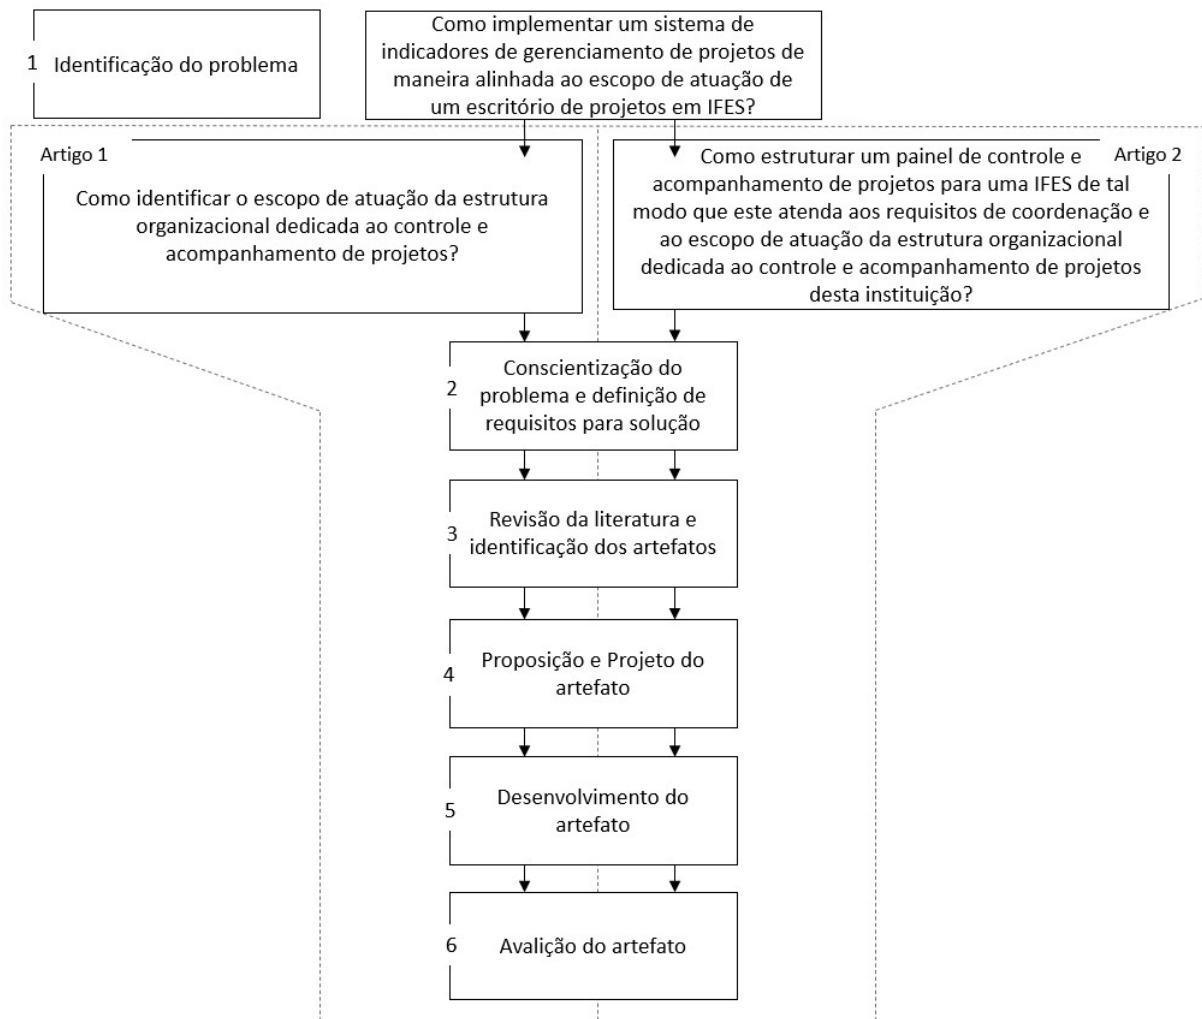 1 Identificação do problema
Como implementar um sistema de
indicadores de gerenciamento de projetos de
maneira alinhada ao escopo de atuação de
um escritório de projetos em IFES?
Artigo 1
Como identificar o escopo de atuação da estrutura
organizacional dedicada ao controle e
acompanhamento de projetos?
Artigo 2
Como estruturar um painel de controle e
acompanhamento de projetos para uma IFES de tal
modo que este atenda aos requisitos de coordenação e
ao escopo de atuação da estrutura organizacional
dedicada ao controle e acompanhamento de projetos
desta instituição?
2
Conscientização do
problema e definição de
requisitos para solução
3
Revisão da literatura e
identificação dos artefatos
4
Proposição e Projeto do
artefato
5
Desenvolvimento do
artefato
6 Avalição do artefato